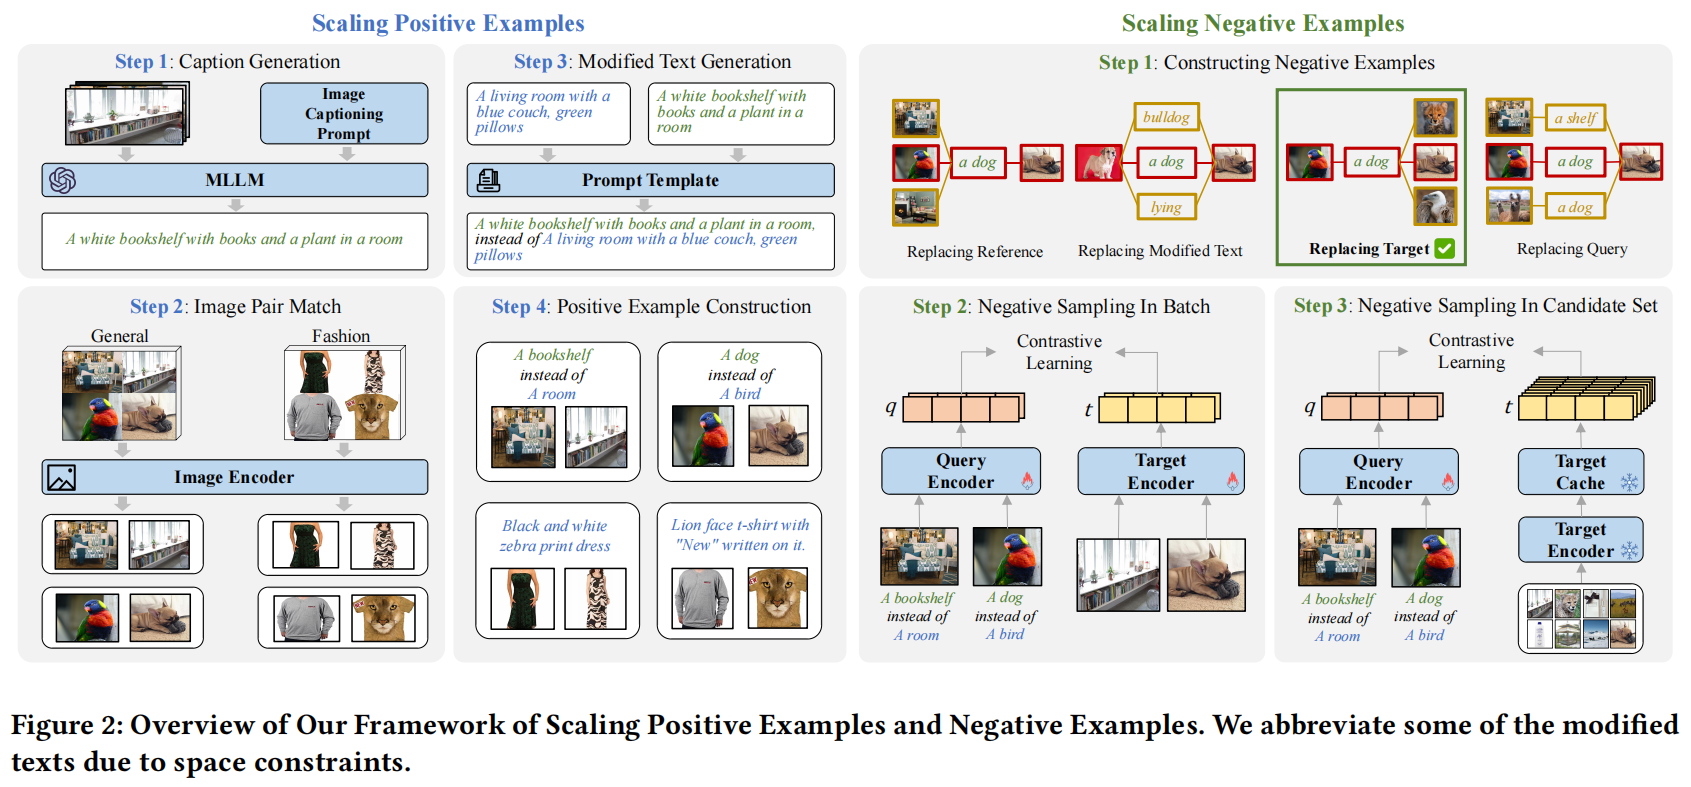 Scaling Positive Examples
Scaling Negative Examples
Step 1: Caption Generation
Image
Captioning
Prompt
MLLM
A white bookshelf with books and a plant in a room
Step 3: Modified Text Generation
A living room with a
blue couch, green
pillows
A white bookshelf with
books and a plant in a
room
Prompt Template
A white bookshelf with books and a plant in a room,
instead of A living room with a blue couch, green
pillows
Step 1: Constructing Negative Examples
a dog
Replacing Reference
bulldog
a dog
lying
Replacing Modified Text
a dog
Replacing Target
a shelf
a dog
a dog
Replacing Query
Step 2: Image Pair Match
General
Fashion
Image Encoder
Step 4: Positive Example Construction
A bookshelf
instead of
A room
A dog
instead of
A bird
Black and white
zebra print dress
Lion face t-shirt with
"New" written on it.
Step 2: Negative Sampling In Batch
Contrastive
Learning
q
t
Query
Encoder
Target
Encoder
A bookshelf
instead of
A room
A dog
instead of
A bird
Step 3: Negative Sampling In Candidate Set
Contrastive
Learning
q
t
Query
Encoder
Target
Cache
Target
Encoder
A bookshelf
instead of
A room
A dog
instead of
A bird
Figure 2: Overview of Our Framework of Scaling Positive Examples and Negative Examples. We abbreviate some of the modified
texts due to space constraints.